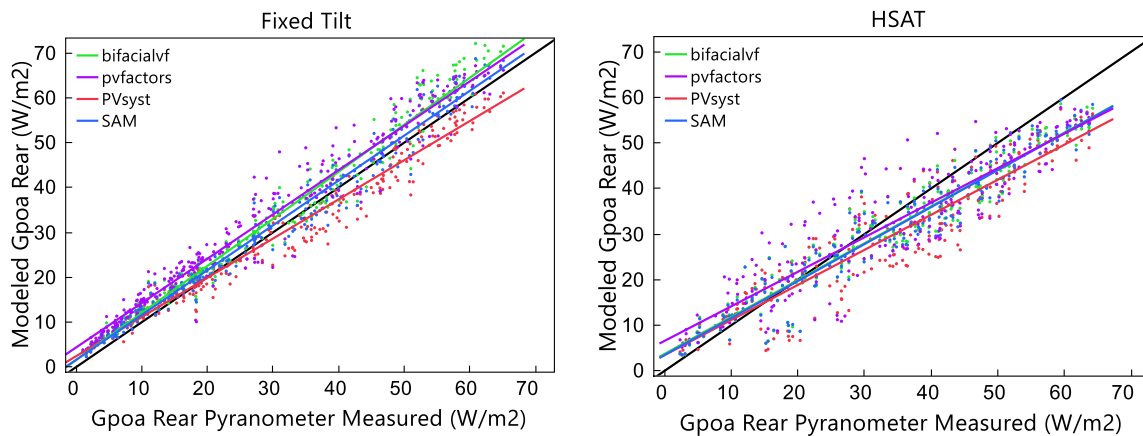 Fixed Tilt
Modeled Gpoa Rear (W/m2)
70
60
50
40
30
20
10
0
bifacialvf
pvfactors
PVsyst
SAM
0 10 20 30 40 50 60 70
Gpoa Rear Pyranometer Measured (W/m2)
HSAT
Modeled Gpoa Rear (W/m2)
70
60
50
40
30
20
10
0
bifacialvf
pvfactors
PVsyst
SAM
0 10 20 30 40 50 60 70
Gpoa Rear Pyranometer Measured (W/m2)